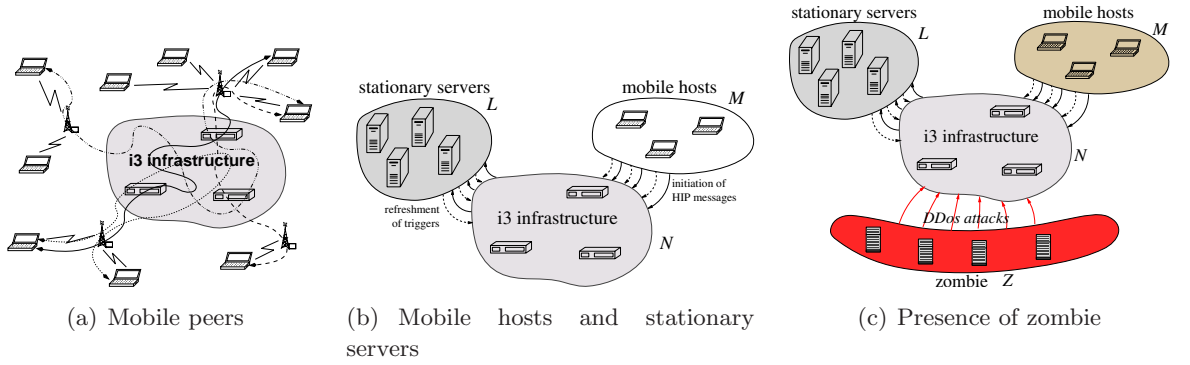 i3 infrastructure
(a) Mobile peers
stationary servers
L
mobile hosts
M
refreshment
of triggers
initiation of
HIP messages
i3 infrastructure
N
(b) Mobile hosts and stationary
servers
stationary servers
L
mobile hosts
M
i3 infrastructure
N
DDos attacks
zombie Z
(c) Presence of zombie